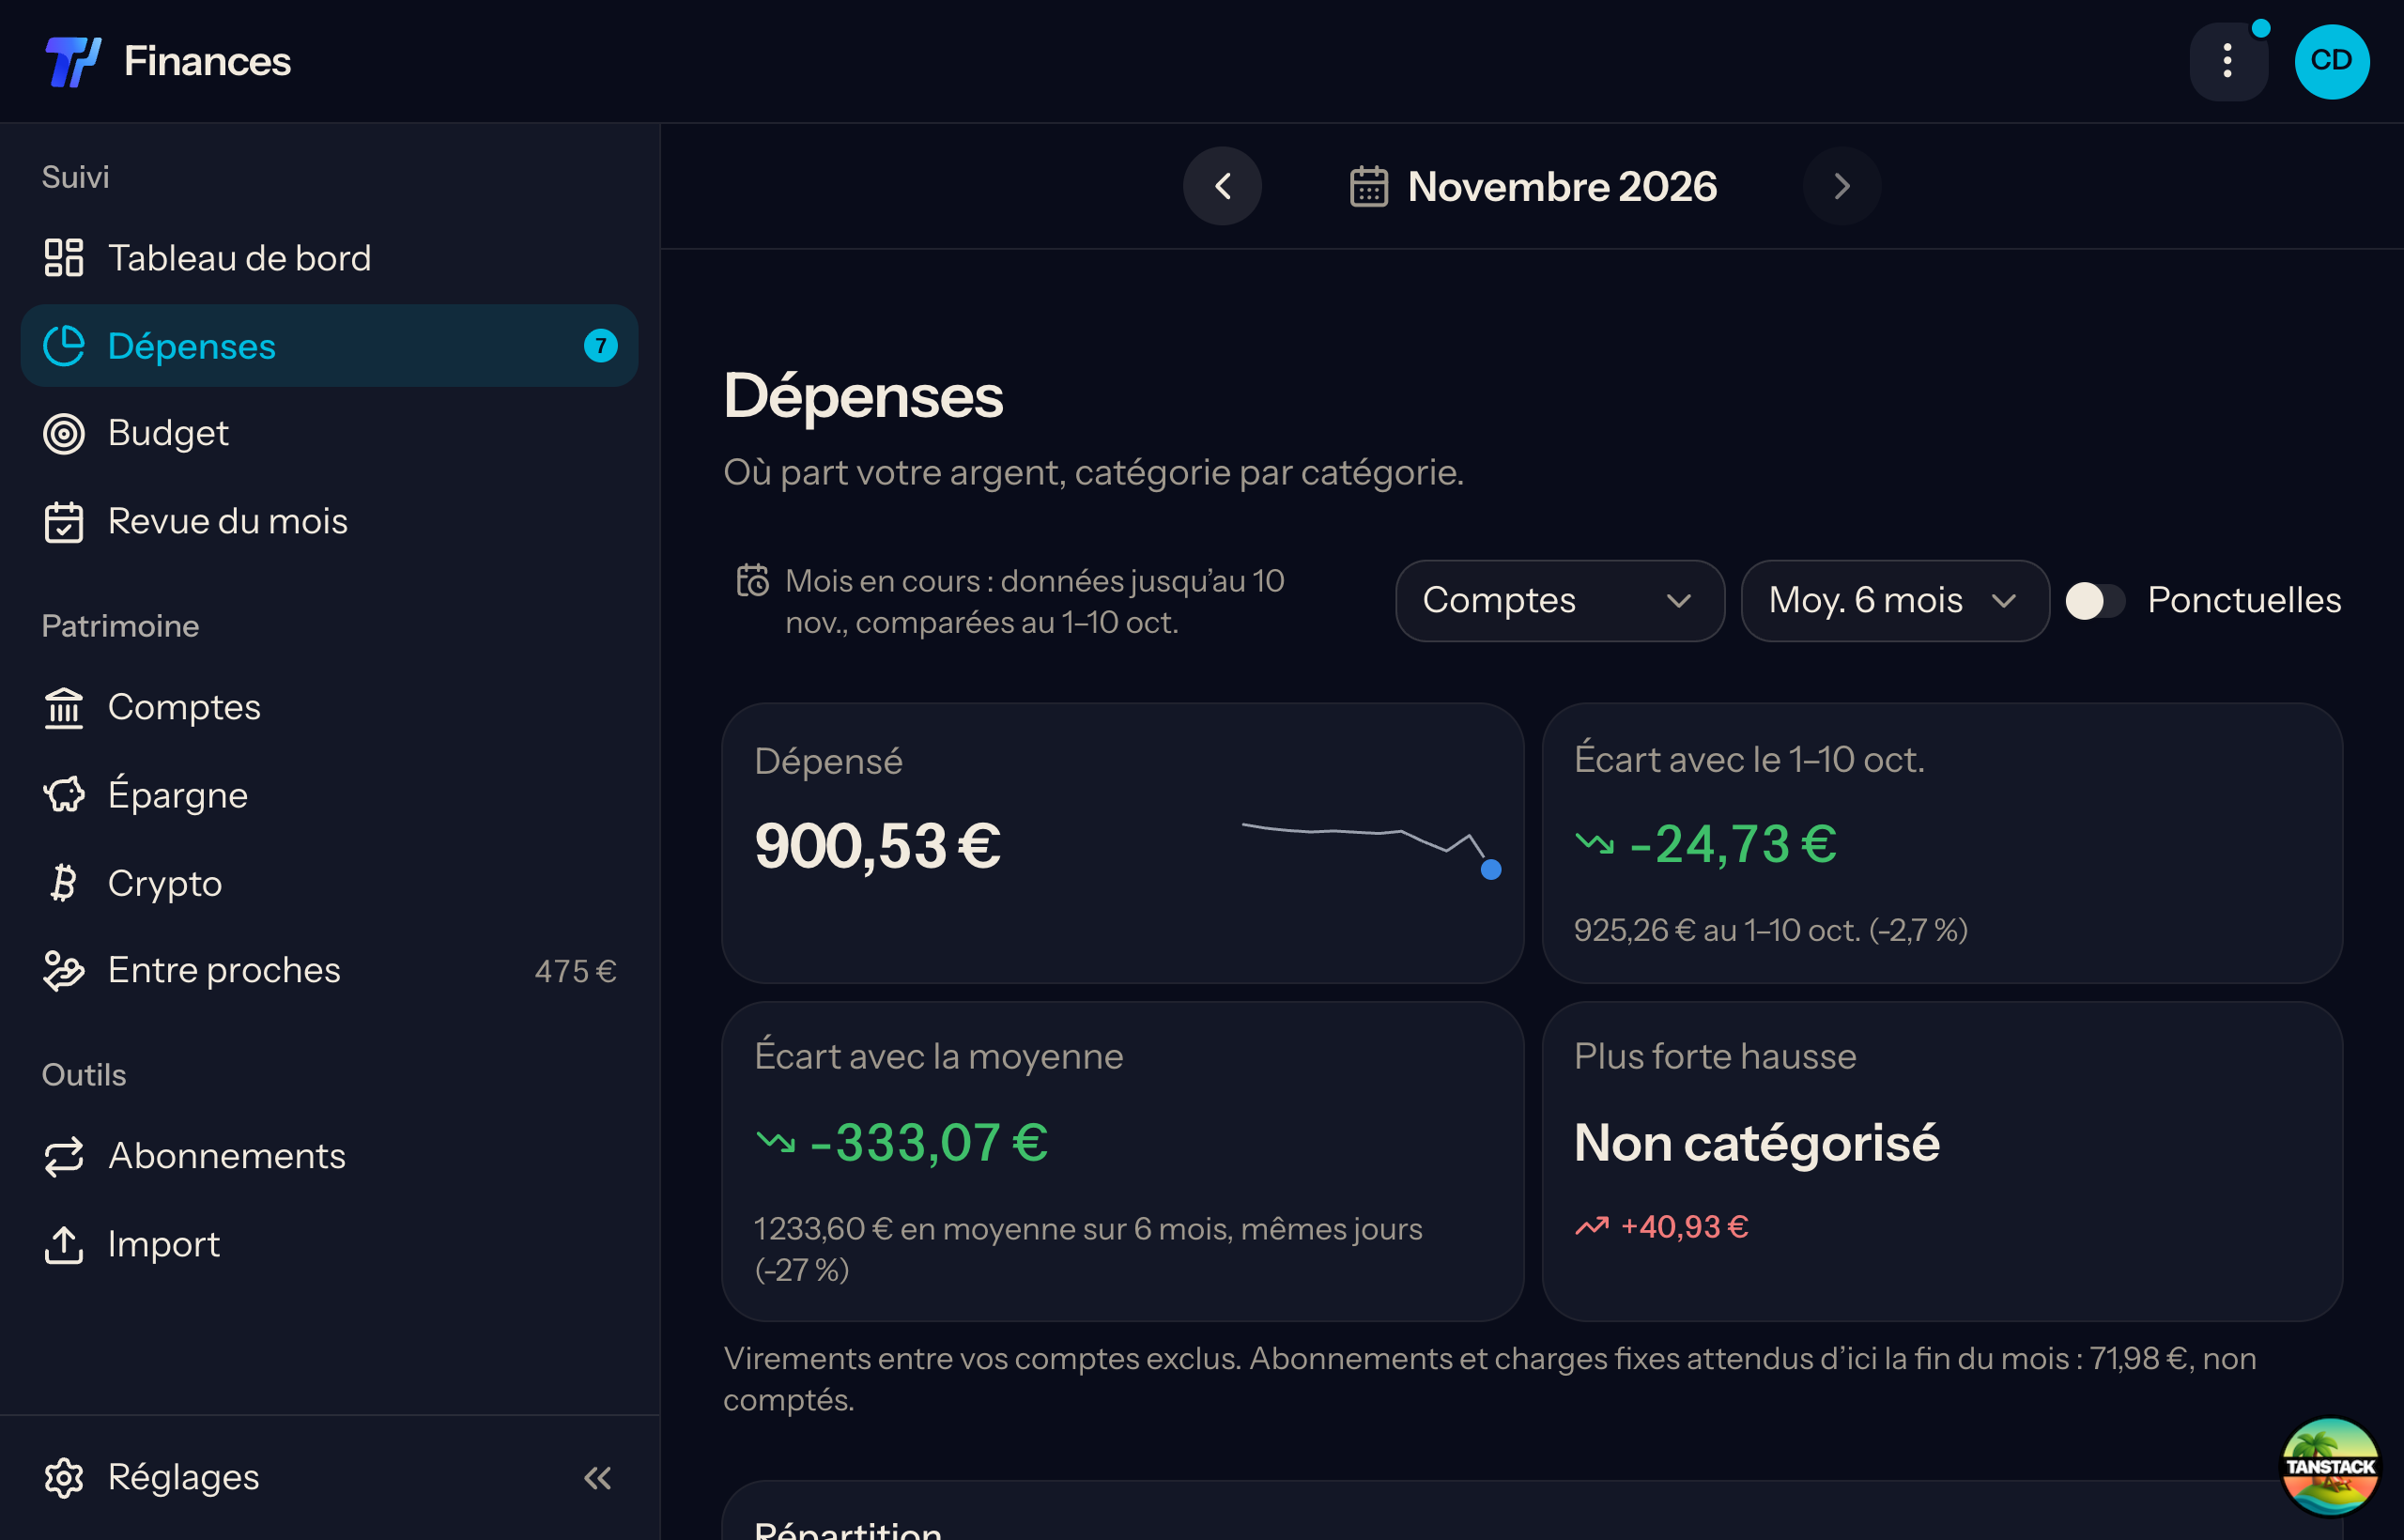 Finances
CD
Suivi
Tableau de bord
Dépenses
7
Budget
Revue du mois
Patrimoine
Comptes
Épargne
Crypto
Entre proches
475 €
Outils
Abonnements
Import
Réglages
Novembre 2026
Dépenses
Où part votre argent, catégorie par catégorie.
Mois en cours : données jusqu’au 10
nov., comparées au 1–10 oct.
Comptes
Moy. 6 mois
Ponctuelles
Dépensé
900,53 €
Écart avec le 1–10 oct.
-24,73 €
925,26 € au 1–10 oct. (-2,7 %)
Écart avec la moyenne
-333,07 €
1 233,60 € en moyenne sur 6 mois, mêmes jours
(-27 %)
Plus forte hausse
Non catégorisé
+40,93 €
Virements entre vos comptes exclus. Abonnements et charges fixes attendus d’ici la fin du mois : 71,98 €, non
comptés.
TANSTACK
Répartition